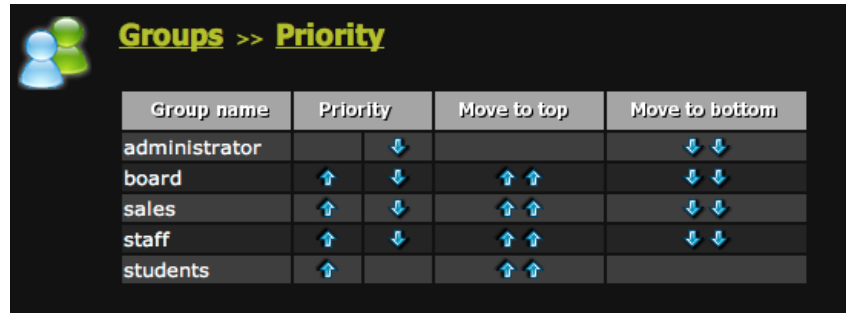 Groups >> Priority
Group name Priority Move to top Move to bottom
administrator
board
sales
staff
students